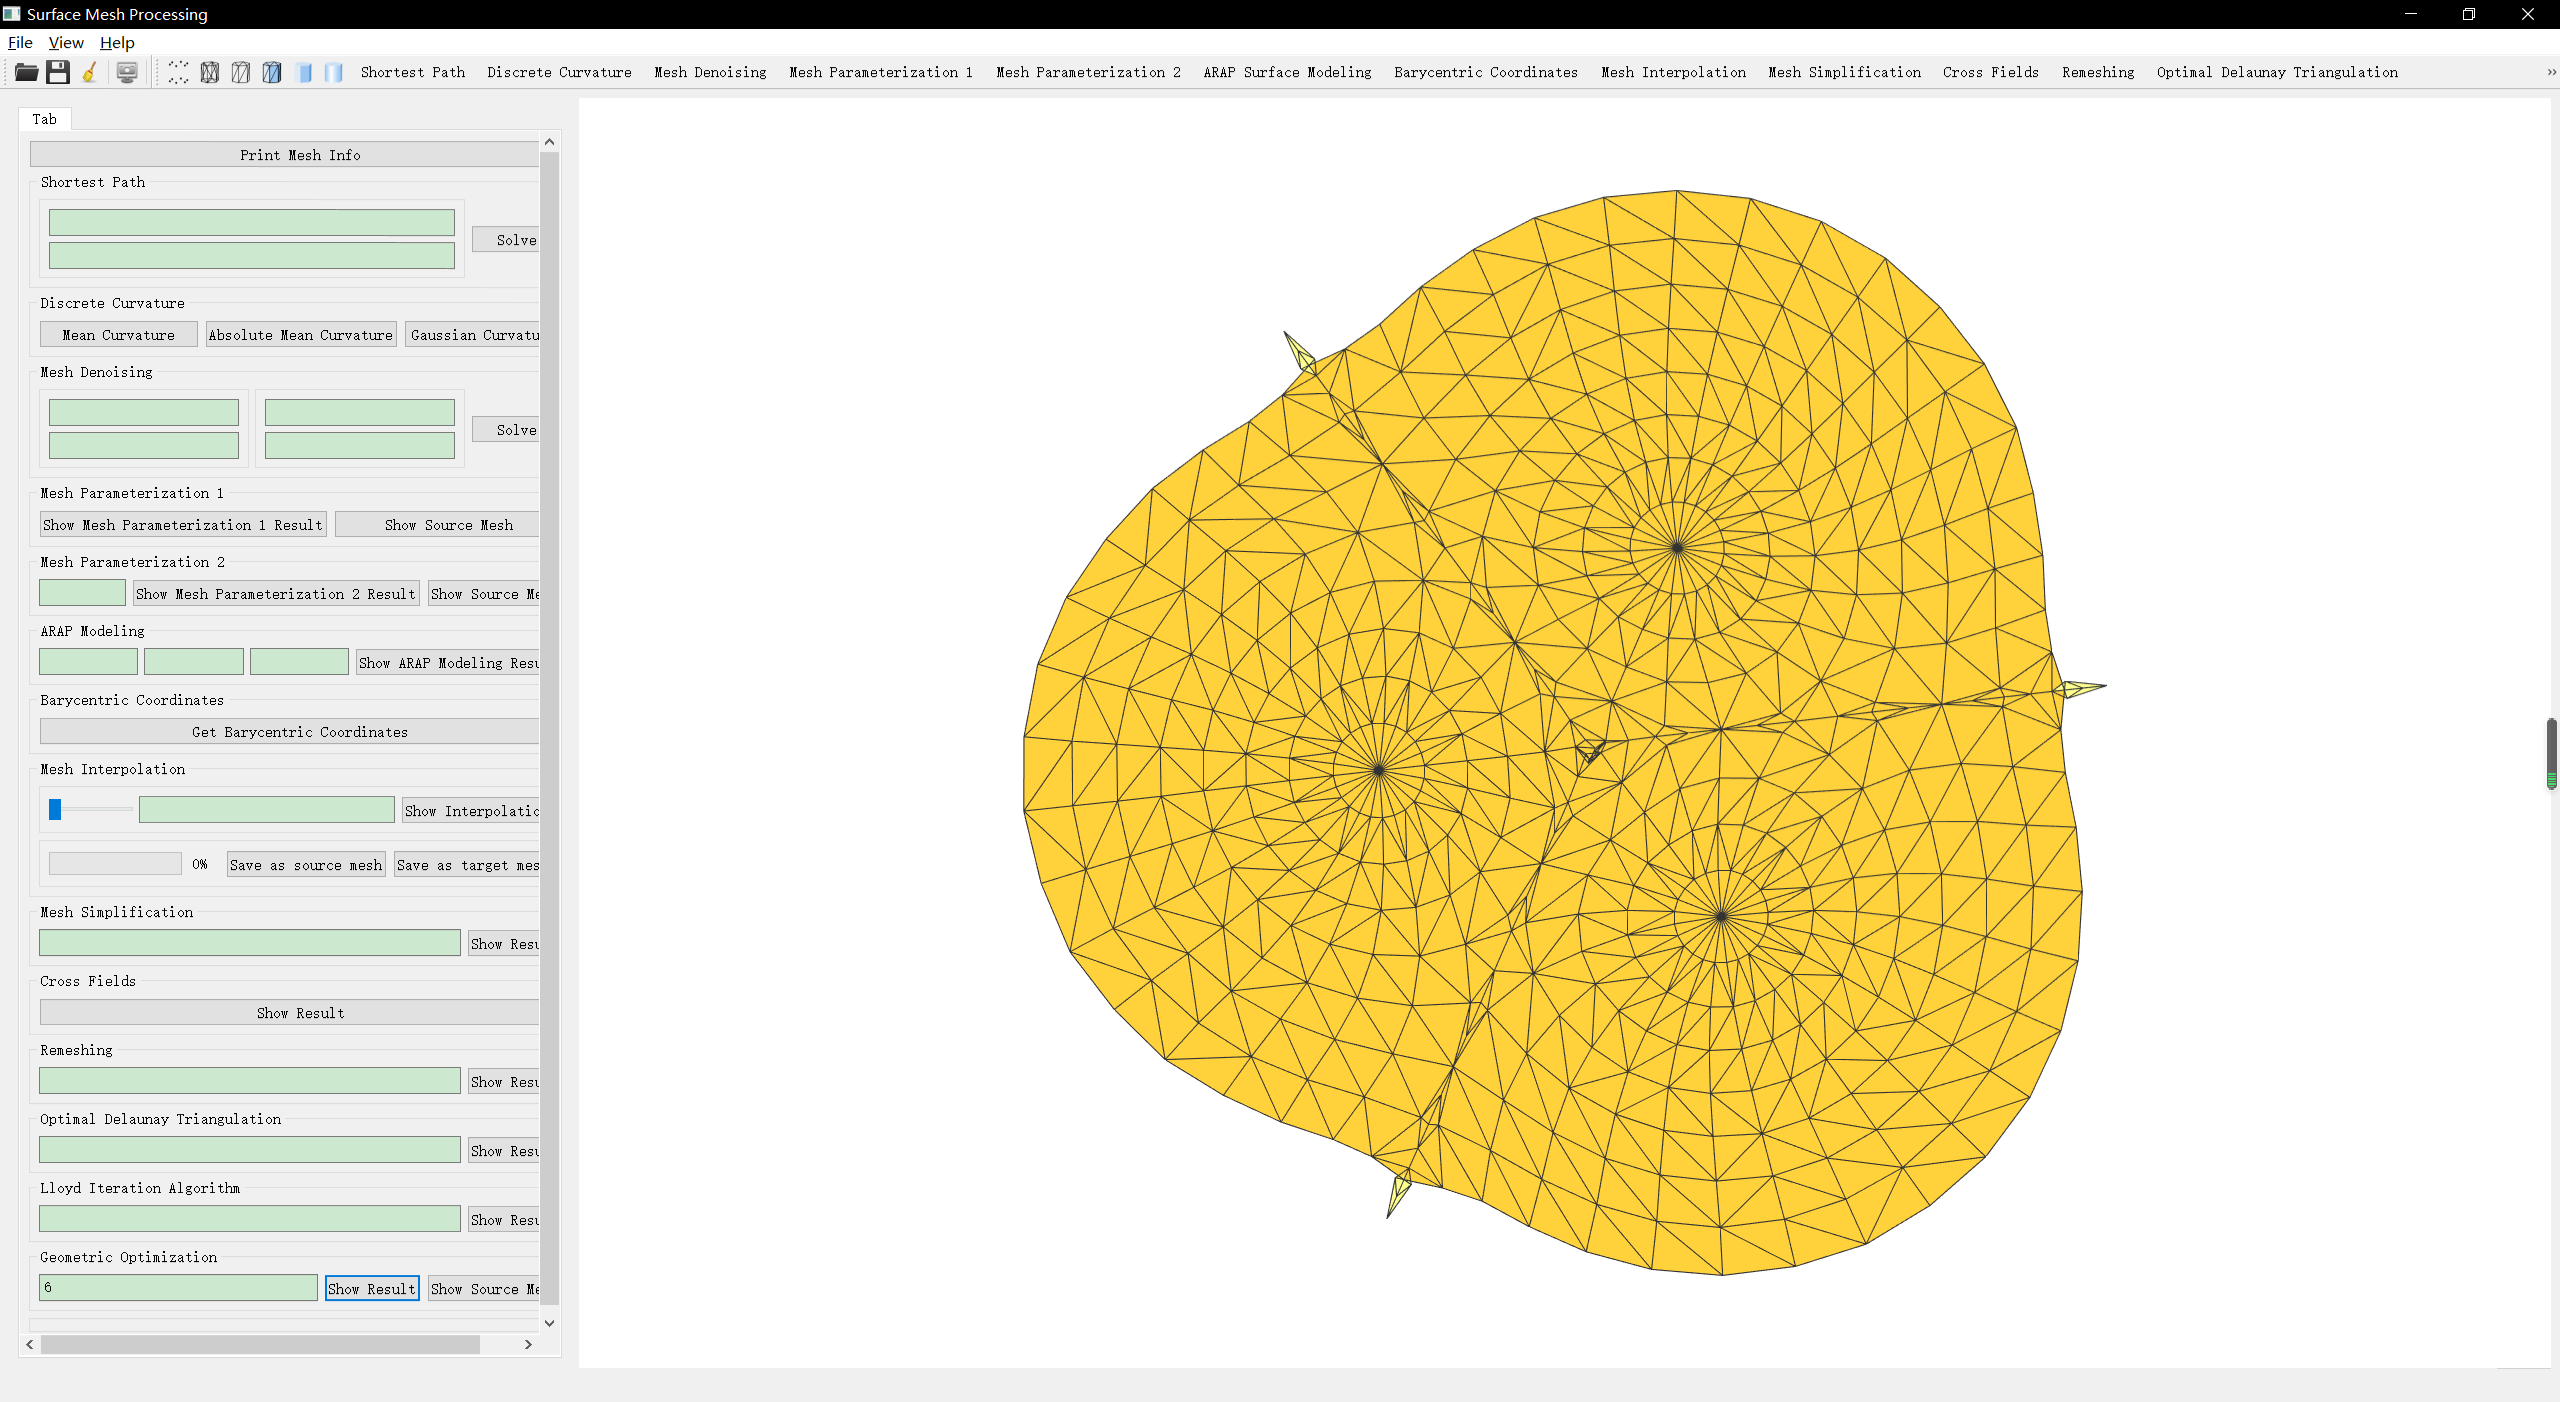 Surface Mesh Processing
File View Help
Shortest Path Discrete Curvature Mesh Denoising Mesh Parameterization 1 Mesh Parameterization 2 ARAP Surface Modeling Barycentric Coordinates Mesh Interpolation Mesh Simplification Cross Fields Remeshing Optimal Delaunay Triangulation »
Tab
Print Mesh Info
Shortest Path
Solve
Discrete Curvature
Mean Curvature Absolute Mean Curvature Gaussian Curvatu
Mesh Denoising
Solve
Mesh Parameterization 1
Show Mesh Parameterization 1 Result Show Source Mesh
Mesh Parameterization 2
Show Mesh Parameterization 2 Result Show Source Me
ARAP Modeling
Show ARAP Modeling Resu
Barycentric Coordinates
Get Barycentric Coordinates
Mesh Interpolation
Show Interpolatio
0% Save as source mesh Save as target mes
Mesh Simplification
Show Resu
Cross Fields
Show Result
Remeshing
Show Resu
Optimal Delaunay Triangulation
Show Resu
Lloyd Iteration Algorithm
Show Resu
Geometric Optimization
6 Show Result Show Source Me